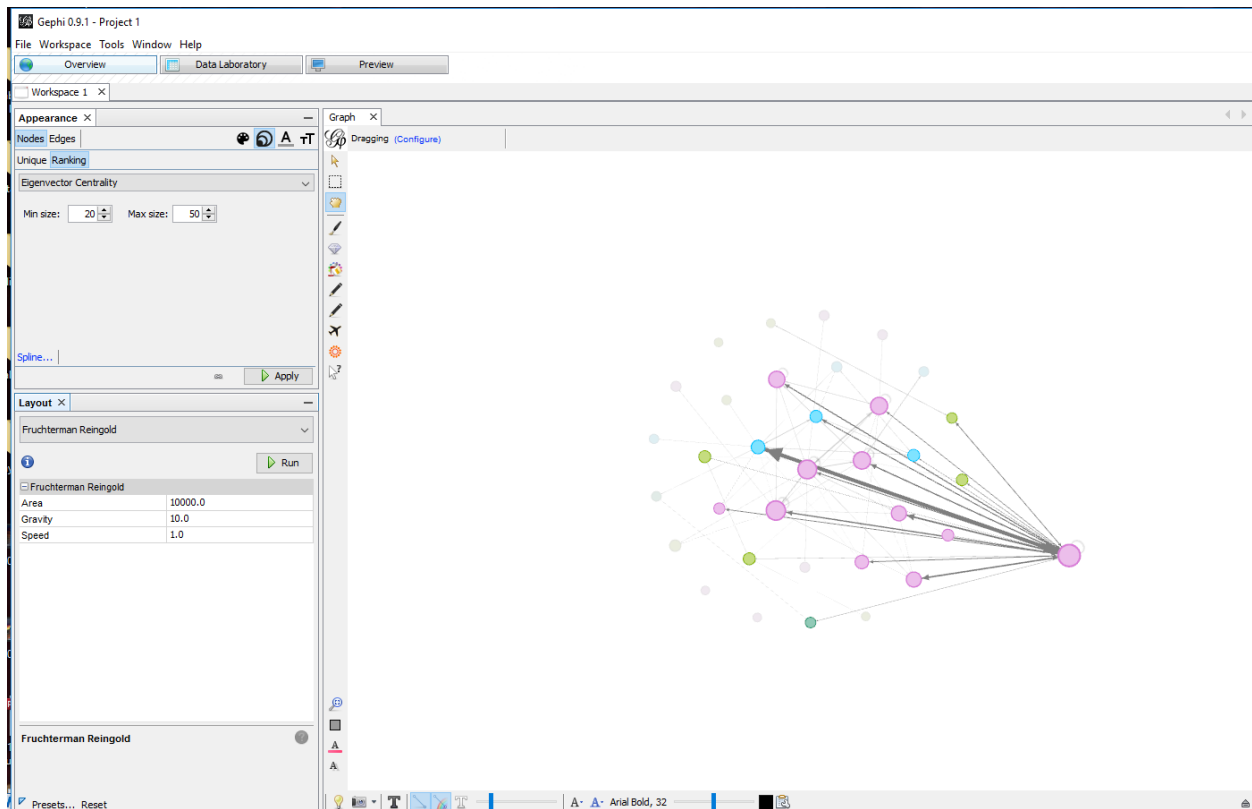 Gephi 0.9.1 - Project 1
File Workspace Tools Window Help
Overview Data Laboratory Preview
Workspace 1
Appearance
Nodes Edges
Unique Ranking
Eigenvector Centrality
Min size: 20 Max size: 50
Spline...
Apply
Layout
Fruchterman Reingold
Run
Fruchterman Reingold
Area 10000.0
Gravity 10.0
Speed 1.0
Fruchterman Reingold
Presets... Reset
Graph
Dragging (Configure)
T T A- A- Arial Bold, 32